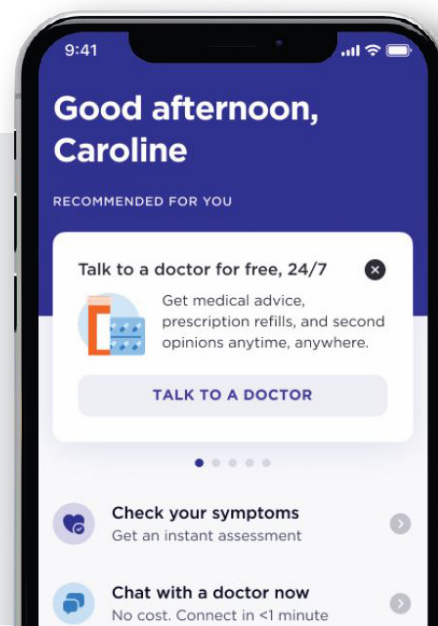 9:41
Good afternoon,
Caroline
RECOMMENDED FOR YOU
Talk to a doctor for free, 24/7
Get medical advice,
prescription refills, and second
opinions anytime, anywhere.
TALK TO A DOCTOR
Check your symptoms
Get an instant assessment
Chat with a doctor now
No cost. Connect in <1 minute